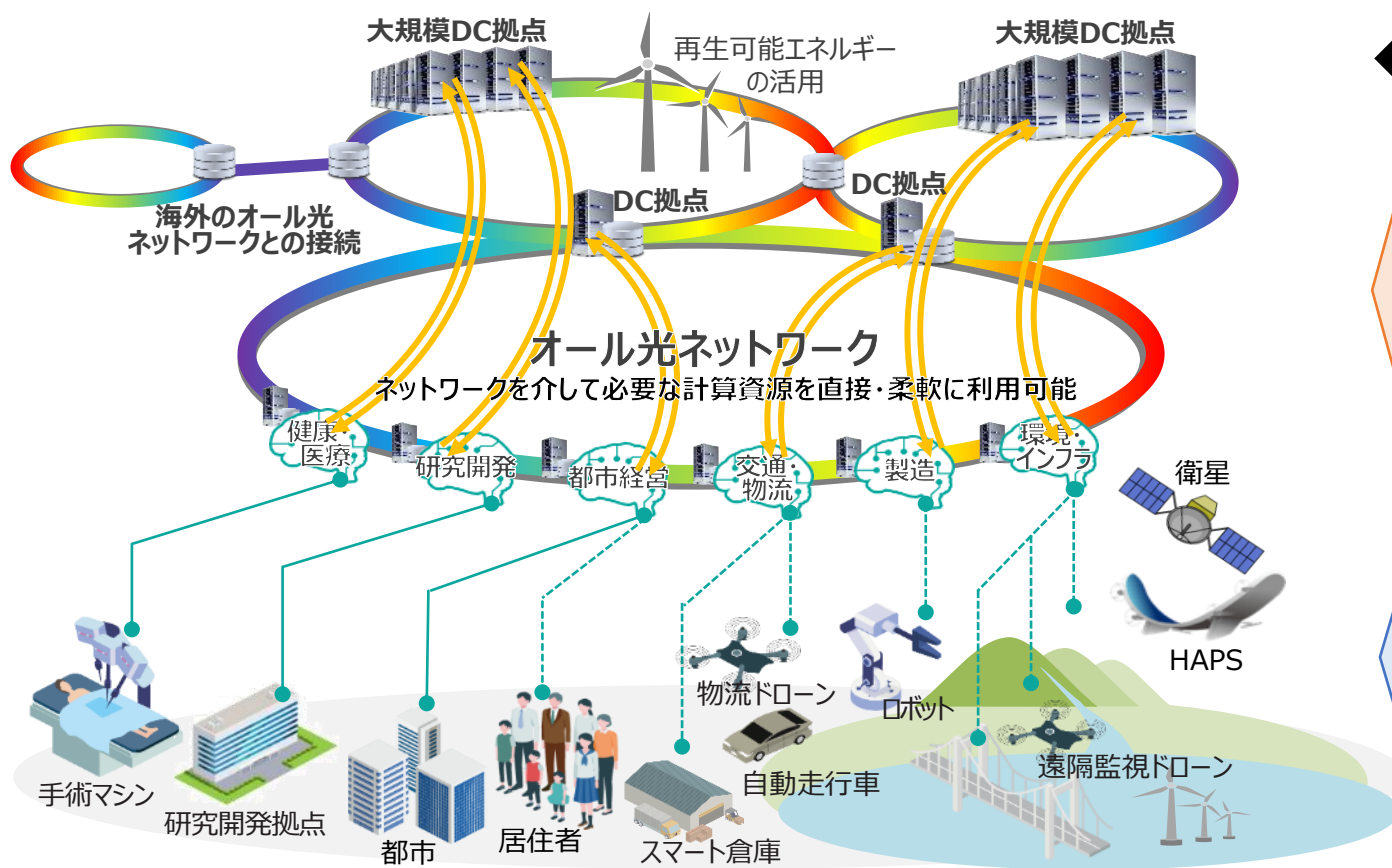 大規模DC拠点
再生可能エネルギー
の活用
大規模DC拠点
DC拠点
DC拠点
海外のオール光
ネットワークとの接続
オール光ネットワーク
ネットワークを介して必要な計算資源を直接・柔軟に利用可能
健康・
医療
研究開発
都市経営
交通・
物流
製造
環境・
インフラ
衛星
HAPS
物流ドローン
ロボット
手術マシン
研究開発拠点
都市
居住者
スマート倉庫
自動走行車
遠隔監視ドローン